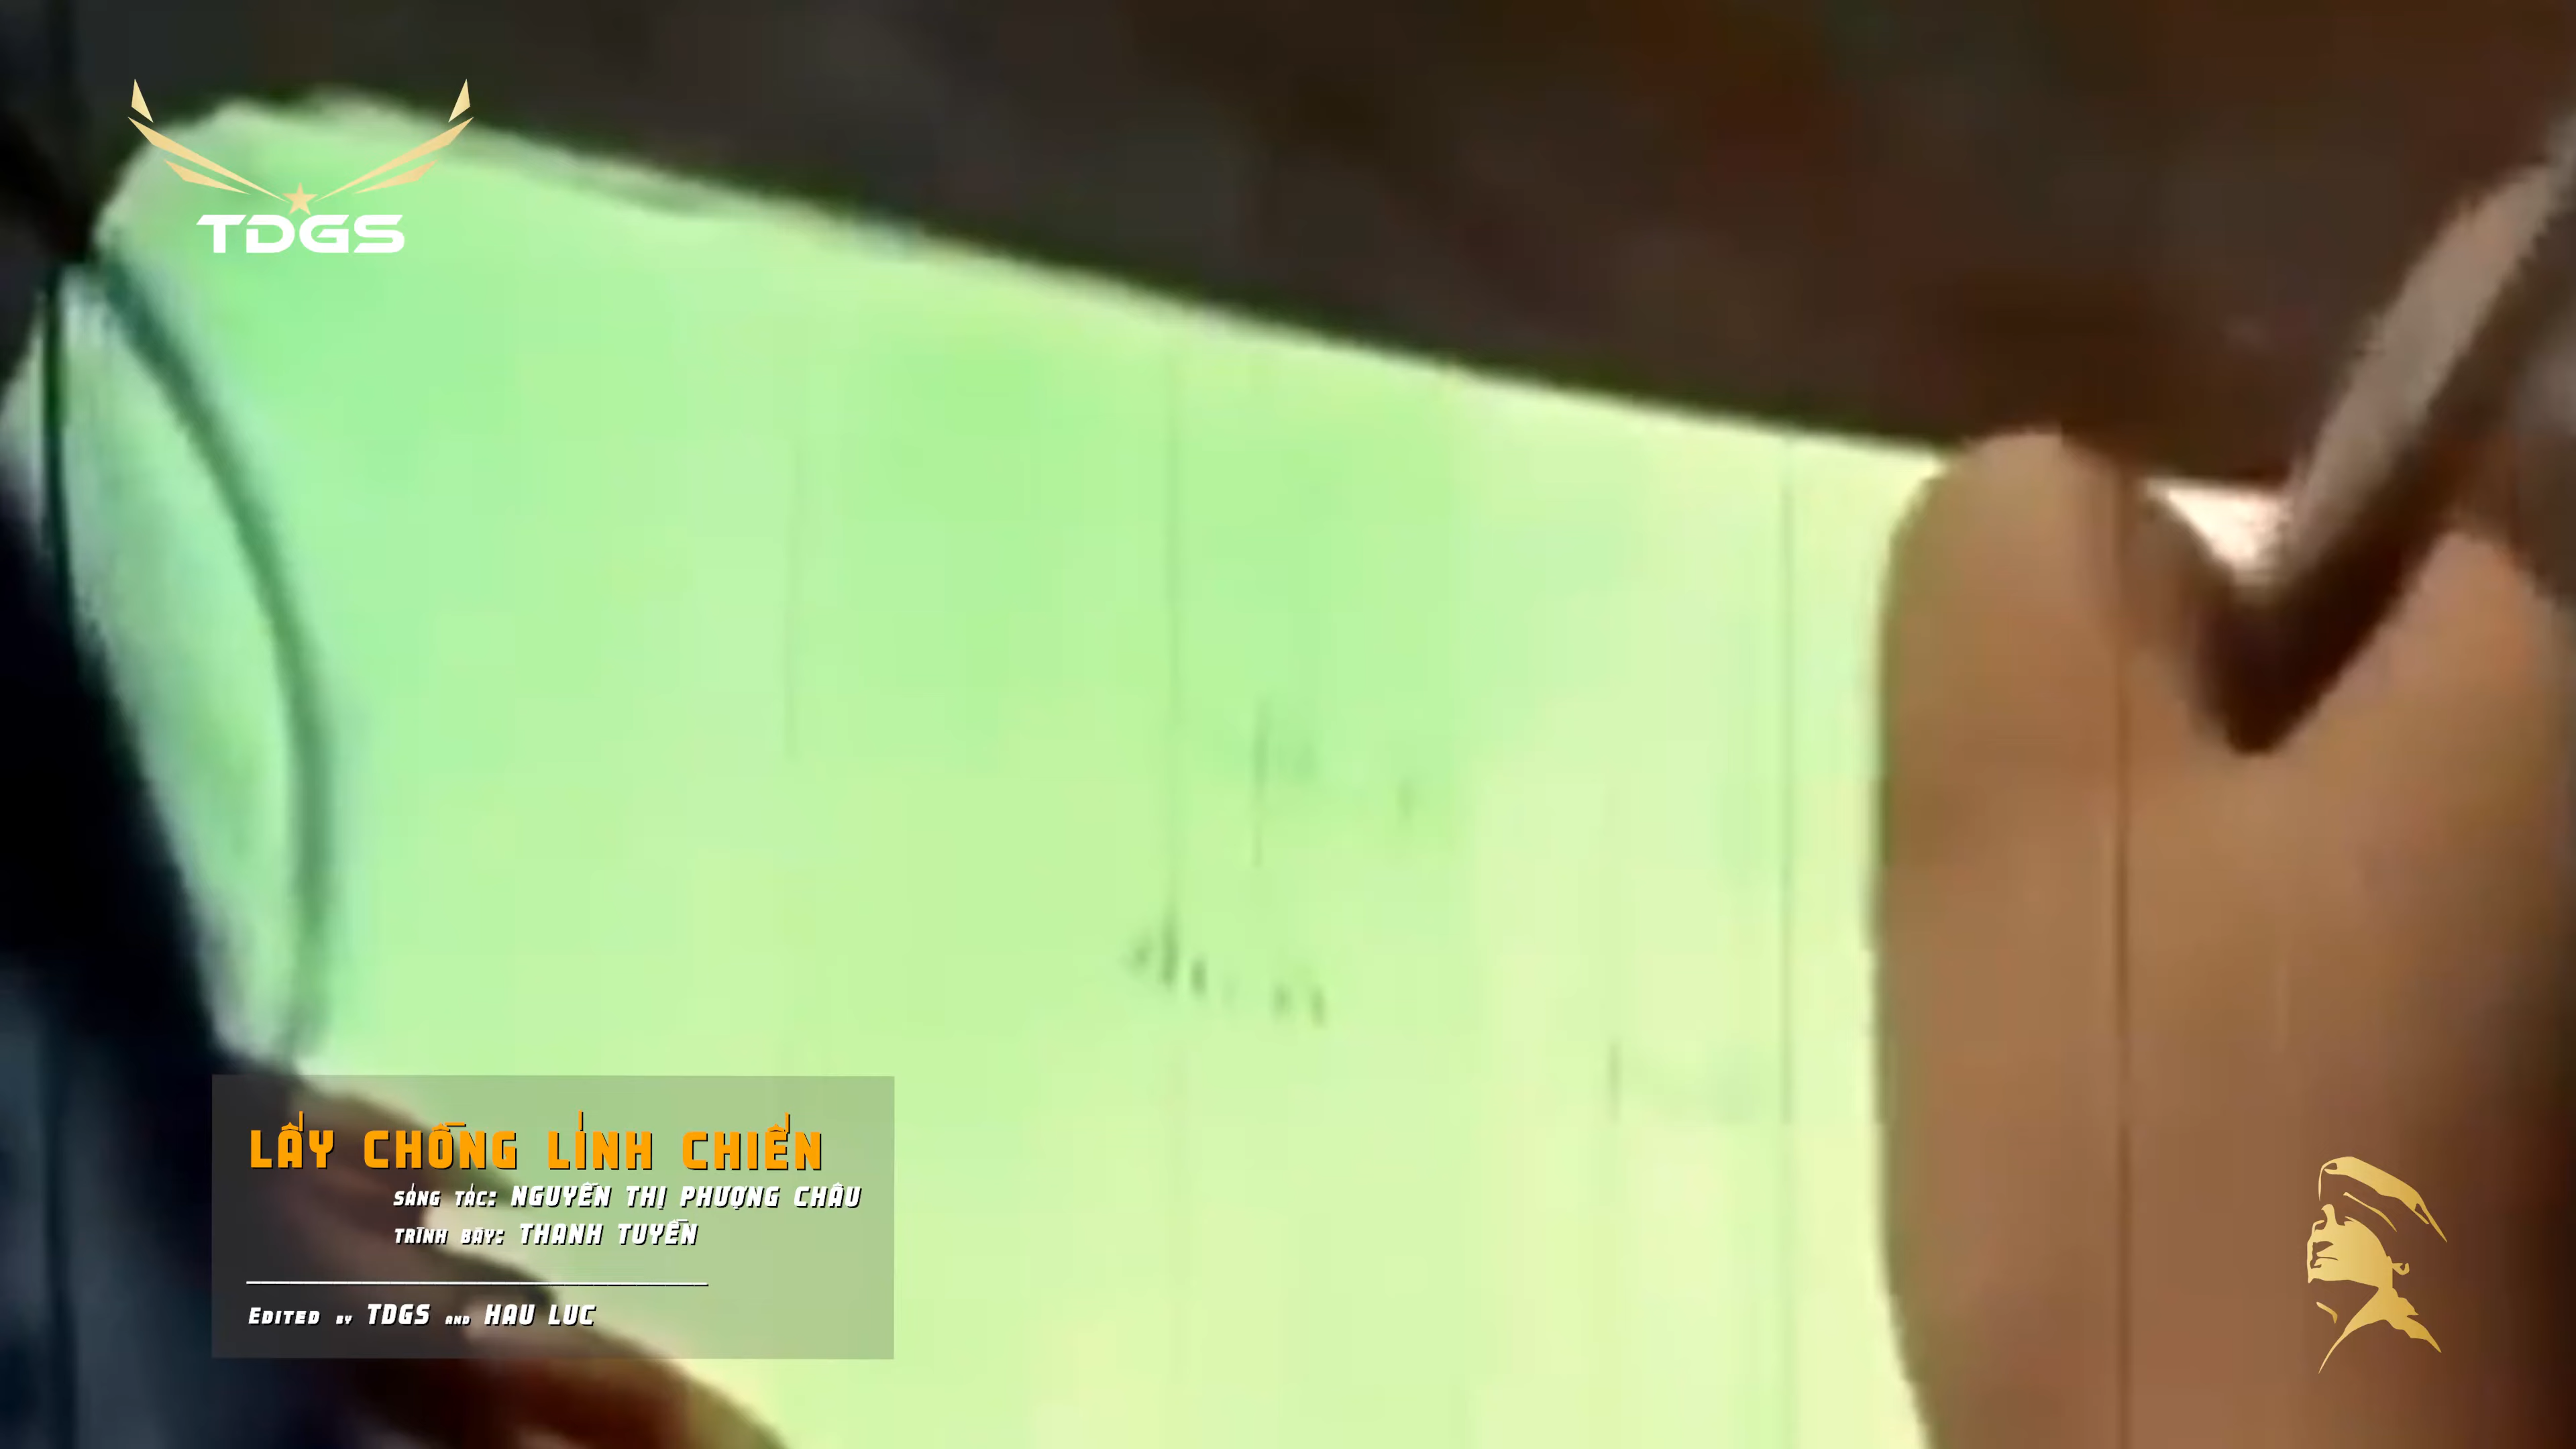 TDGS
LẤY CHỒNG LÍNH CHIẾN
SÁNG TÁC: NGUYỄN THỊ PHƯỢNG CHÂU
TRÌNH BÀY: THANH TUYỀN
EDITED BY TDGS AND HAU LUC